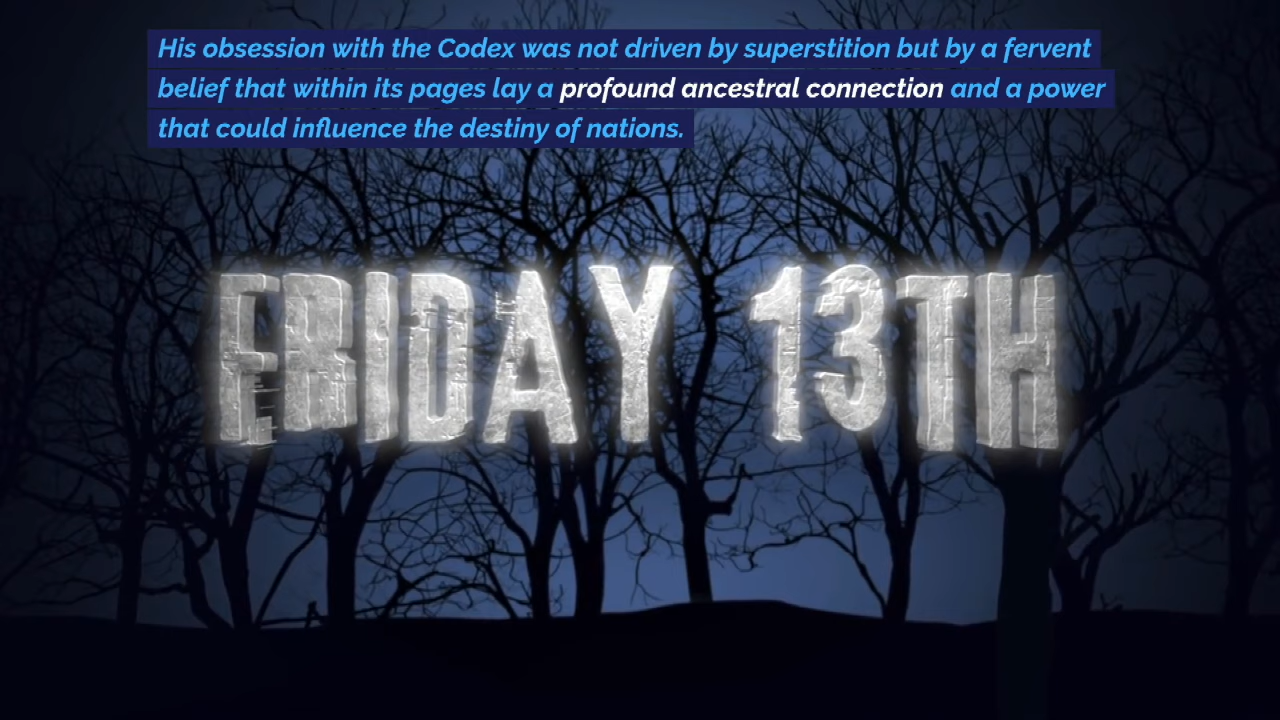 His obsession with the Codex was not driven by superstition but by a fervent
belief that within its pages lay a profound ancestral connection and a power
that could influence the destiny of nations.
FRIDAY 13TH